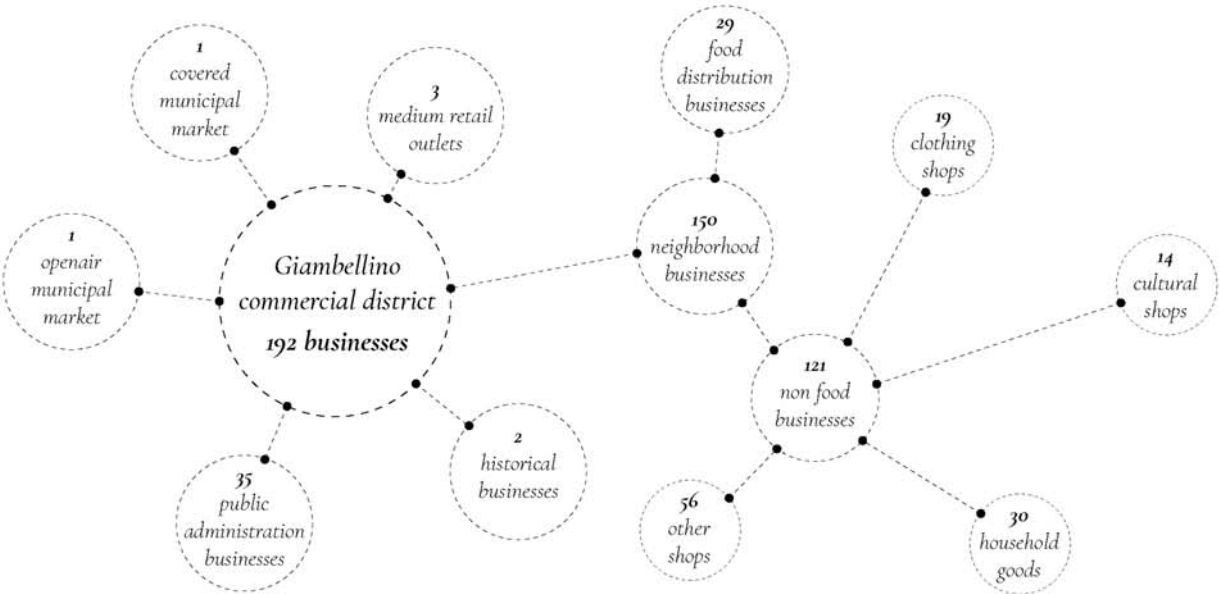 1
covered
municipal
market
3
medium retail
outlets
1
openair
municipal
market
Giambellino
commercial district
192 businesses
35
public
administration
businesses
2
historical
businesses
29
food
distribution
businesses
150
neighborhood
businesses
19
clothing
shops
14
cultural
shops
121
non food
businesses
56
other
shops
30
household
goods